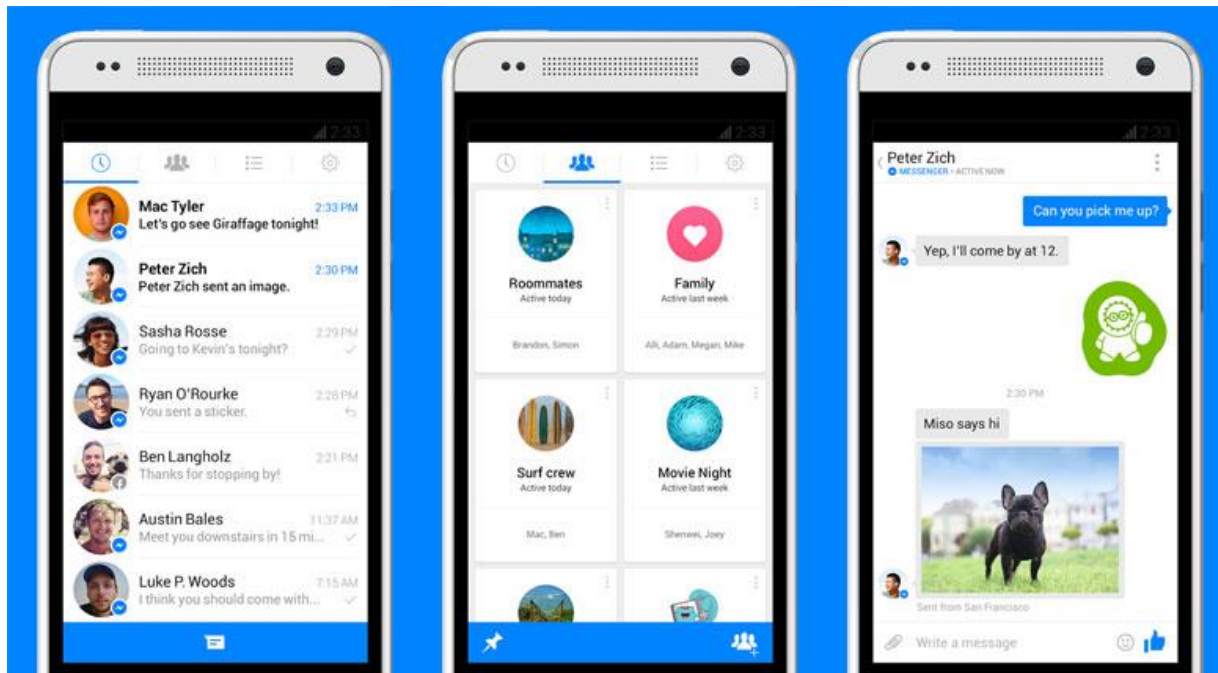 2:33
Mac Tyler
2:33 PM
Let's go see Giraffage tonight!
Peter Zich
2:30 PM
Peter Zich sent an image.
Sasha Rosse
2:29 PM
Going to Kevin's tonight?
Ryan O'Rourke
2:28 PM
You sent a sticker.
Ben Langholz
2:21 PM
Thanks for stopping by!
Austin Bales
11:37 AM
Meet you downstairs in 15 mi...
Luke P. Woods
7:15 AM
I think you should come with...
2:33
Roommates
Active today
Brandon, Simon
Family
Active last week
Alli, Adam, Megan, Mike
Surf crew
Active today
Mac, Ben
Movie Night
Active last week
Shenwei, Joey
2:33
Peter Zich
MESSENGER • ACTIVE NOW
Can you pick me up?
Yep, I'll come by at 12.
2:30 PM
Miso says hi
Sent from San Francisco
Write a message